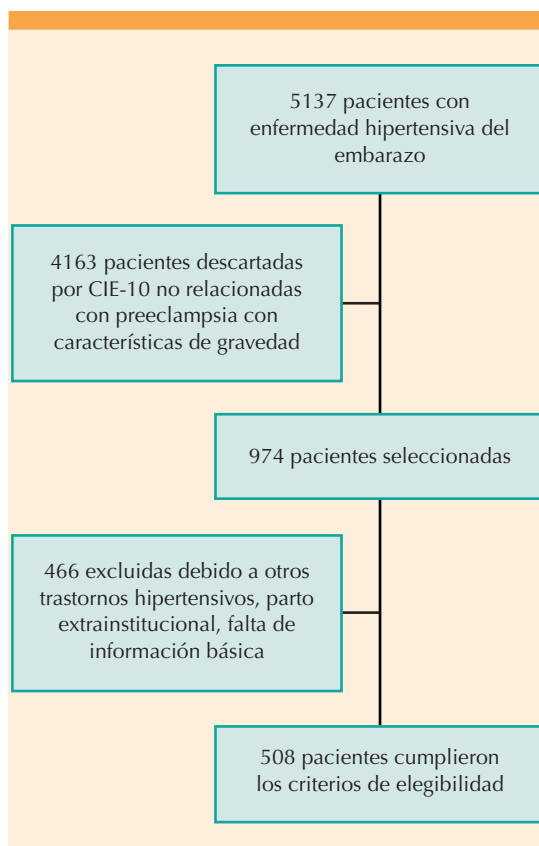 5137 pacientes con
enfermedad hipertensiva del
embarazo
4163 pacientes descartadas
por CIE-10 no relacionadas
con preeclampsia con
características de gravedad
974 pacientes seleccionadas
466 excluidas debido a otros
trastornos hipertensivos, parto
extrainstitucional, falta de
información básica
508 pacientes cumplieron
los criterios de elegibilidad